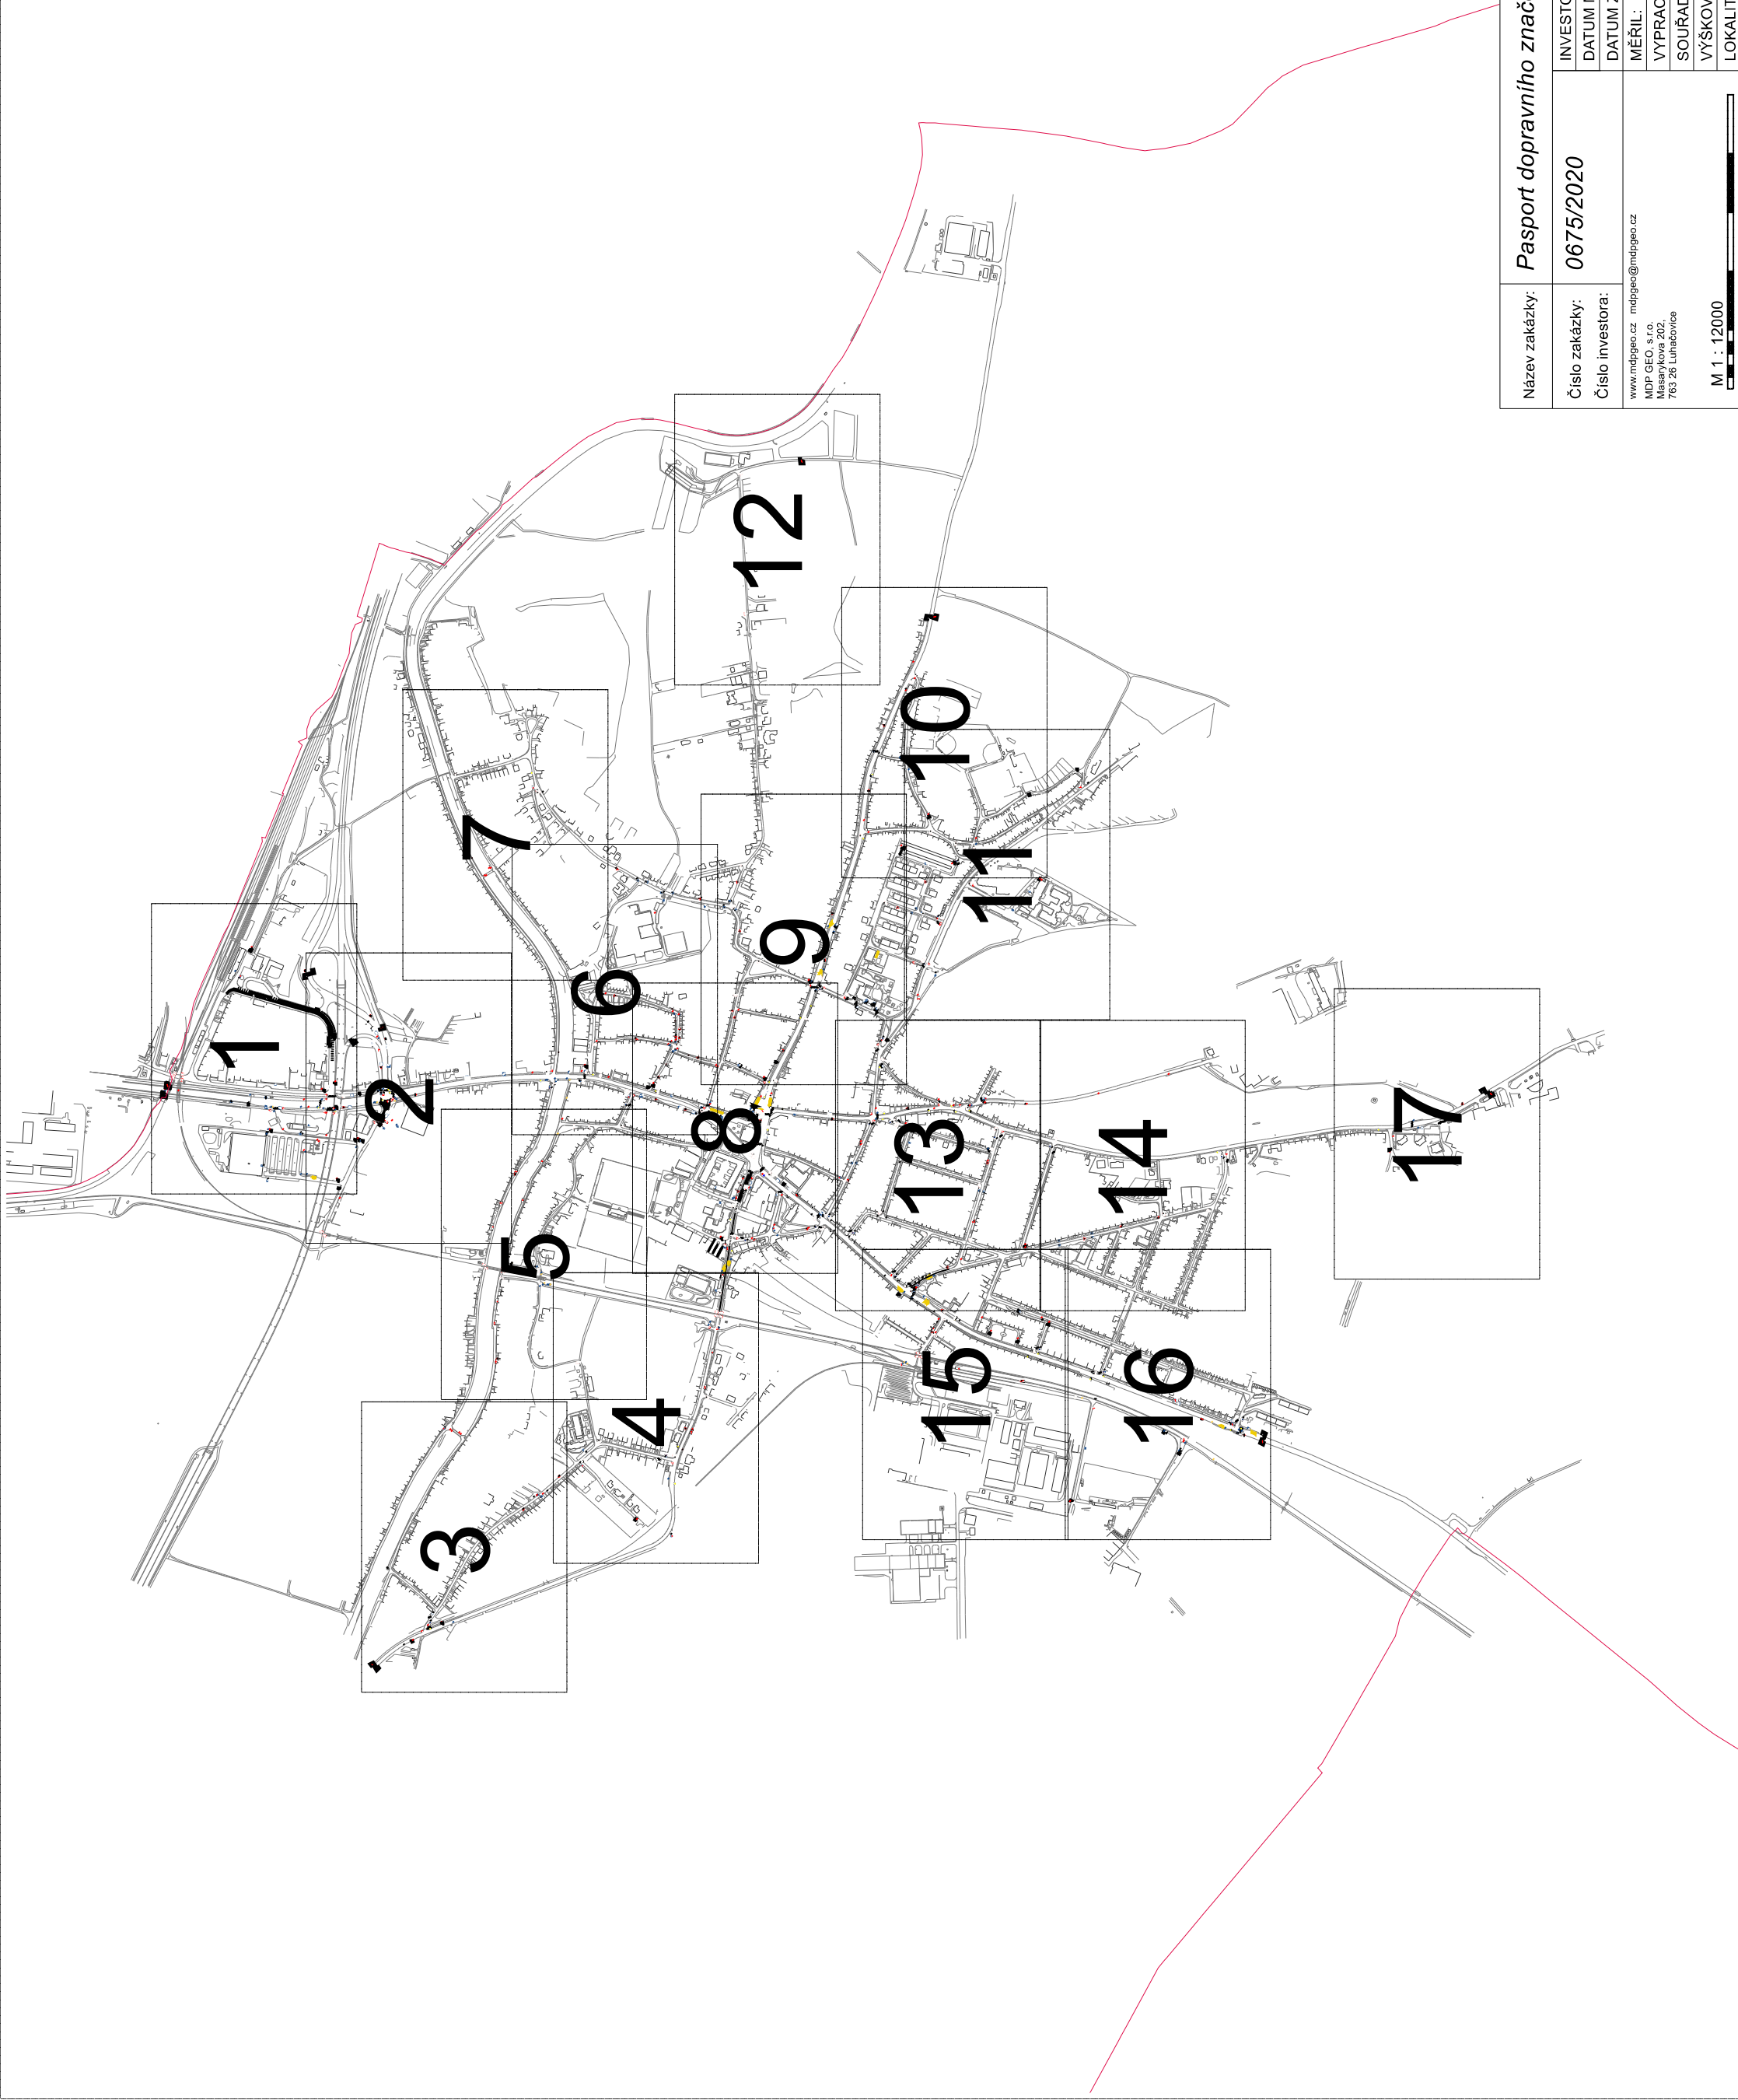 1
2
3
4
5
6
7
8
9
10
11
12
13
14
15
16
17
Název zakázky: Pasport dopravního znač
Číslo zakázky: 0675/2020
Číslo investora:
www.mdpgeo.cz mdpgeo@mdpgeo.cz
MDP GEO, s.r.o.
Masarykova 202,
763 26 Luhačovice
M 1 : 12000
INVESTO
DATUM
DATUM
MĚŘIL:
VYPRAC
SOUŘAD
VÝŠKOV
LOKALIT